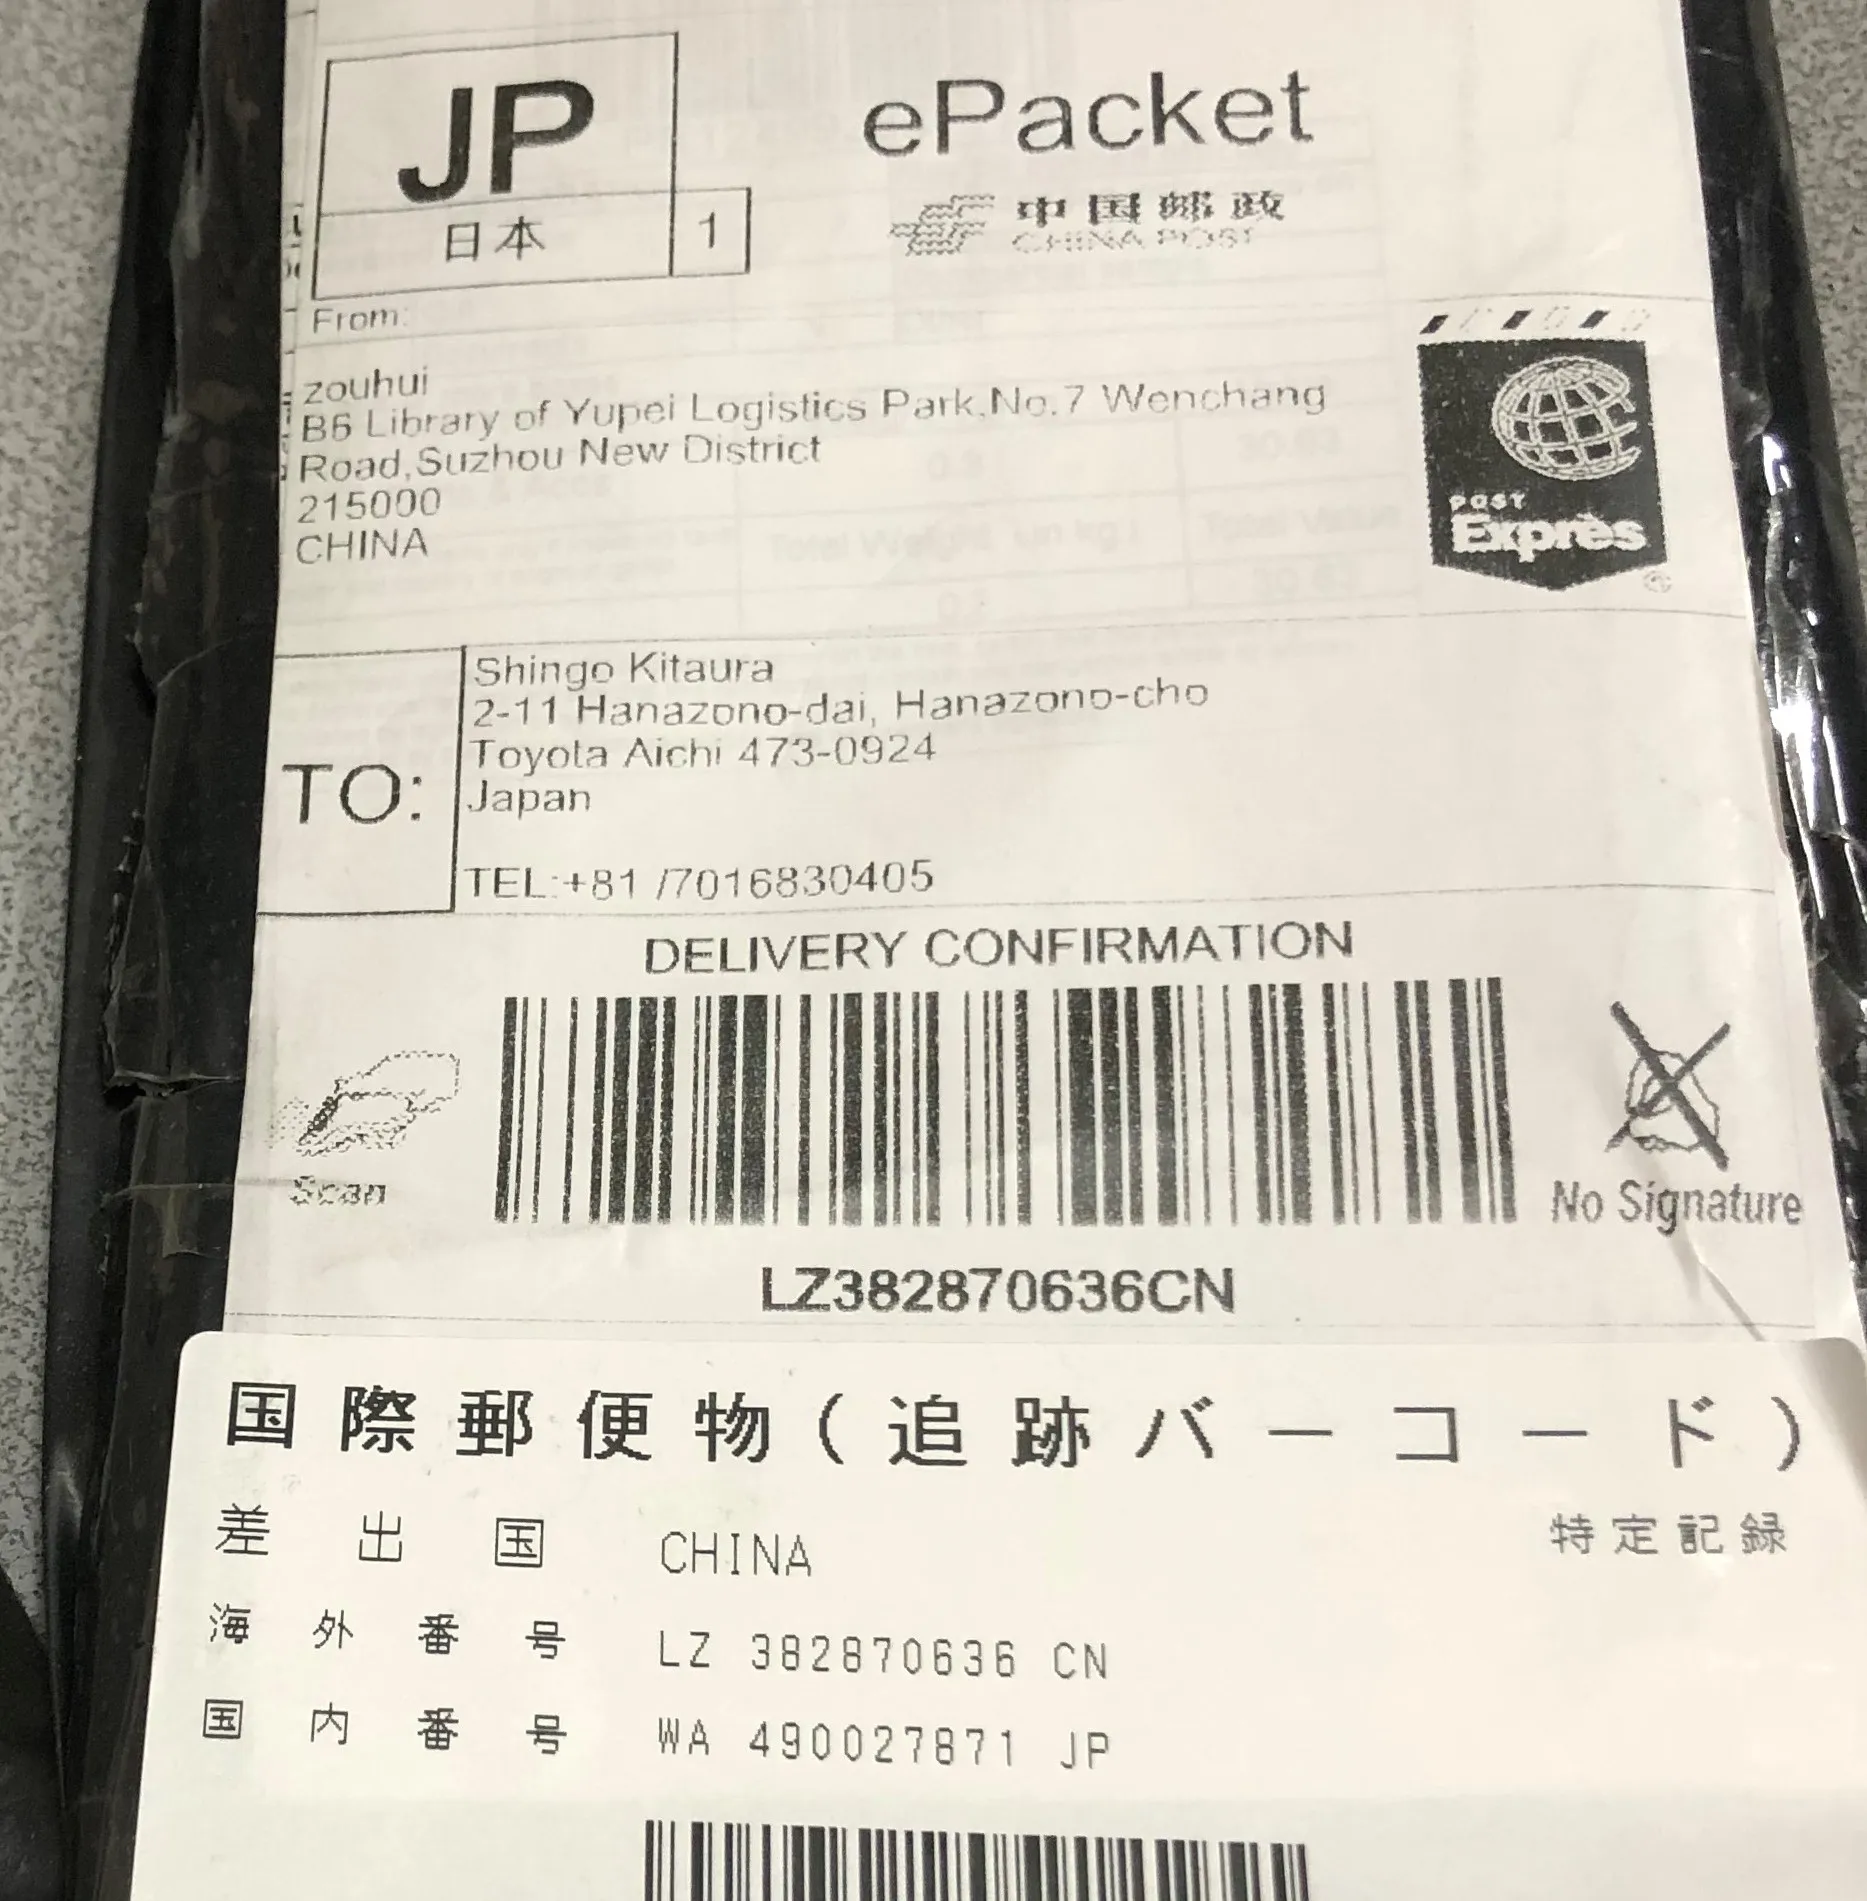 JP
日本
1
ePacket
中国邮政
CHINA POST
From:
zouhui
B6 Library of Yupei Logistics Park,No.7 Wenchang
Road,Suzhou New District
215000
CHINA
POST
Exprès
TO:
Shingo Kitaura
2-11 Hanazono-dai, Hanazono-cho
Toyota Aichi 473-0924
Japan
TEL:+81 /7016830405
DELIVERY CONFIRMATION
Scan
No Signature
LZ382870636CN
国際郵便物(追跡バーコード)
差出国 CHINA 特定記録
海外番号 LZ 382870636 CN
国内番号 WA 490027871 JP